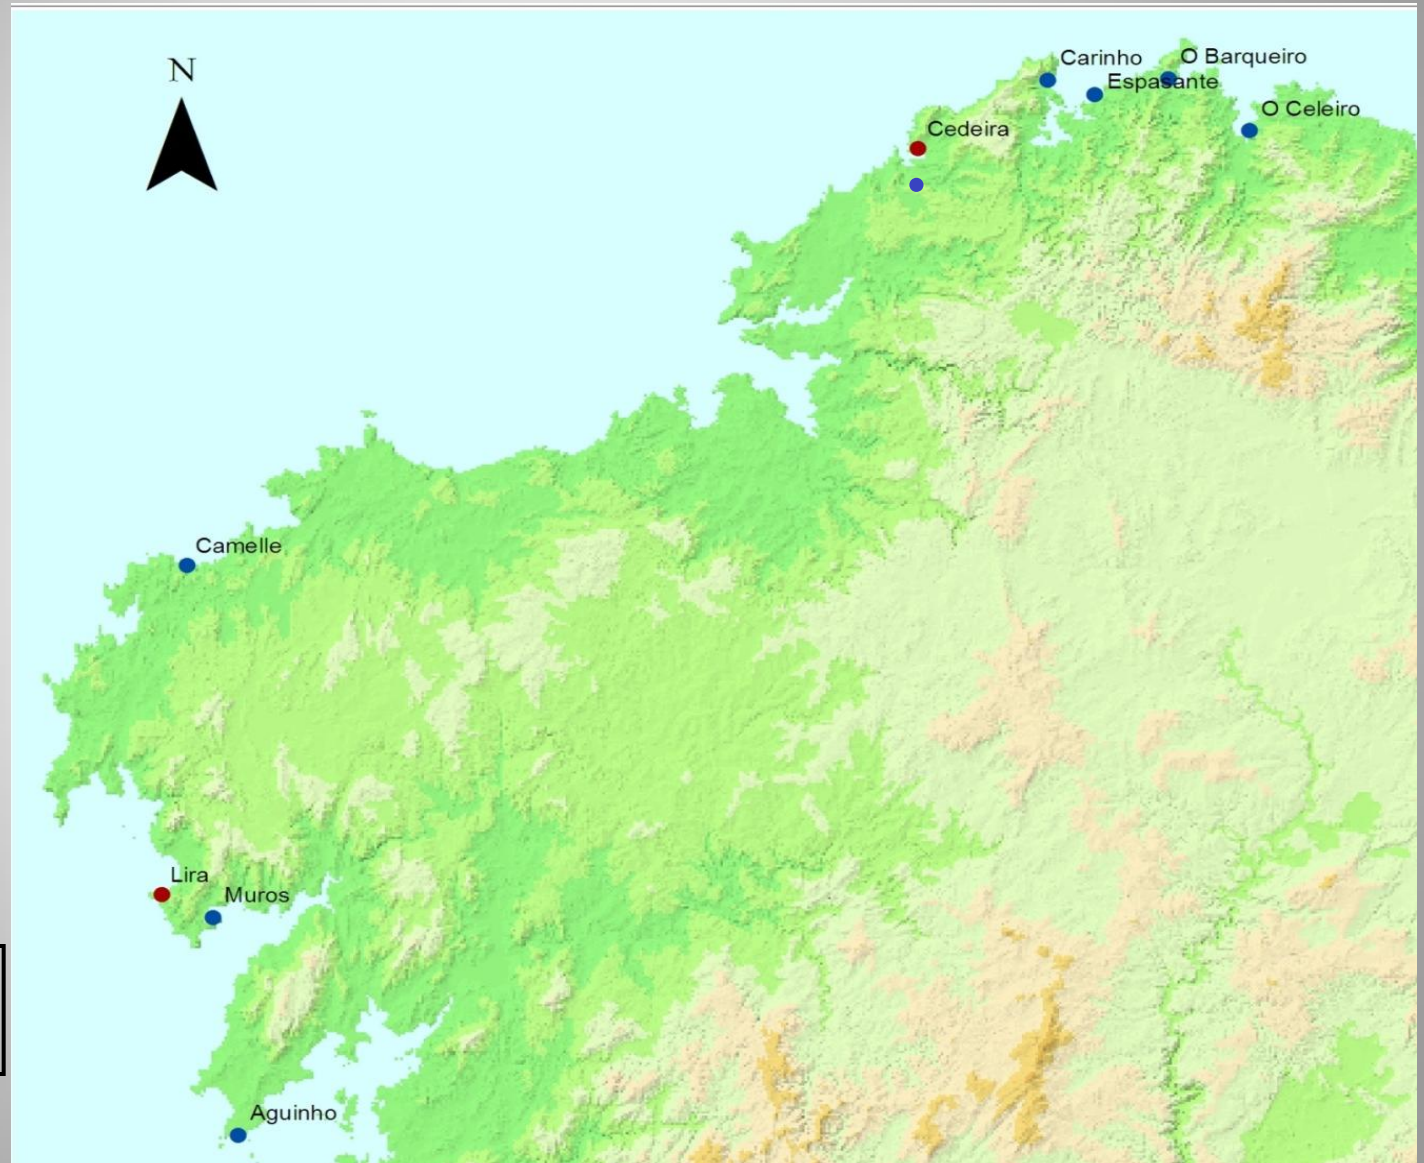 N
Carinho
O Barqueiro
Espasante
O Celeiro
Cedeira
Camelle
Lira
Muros
Aguinho